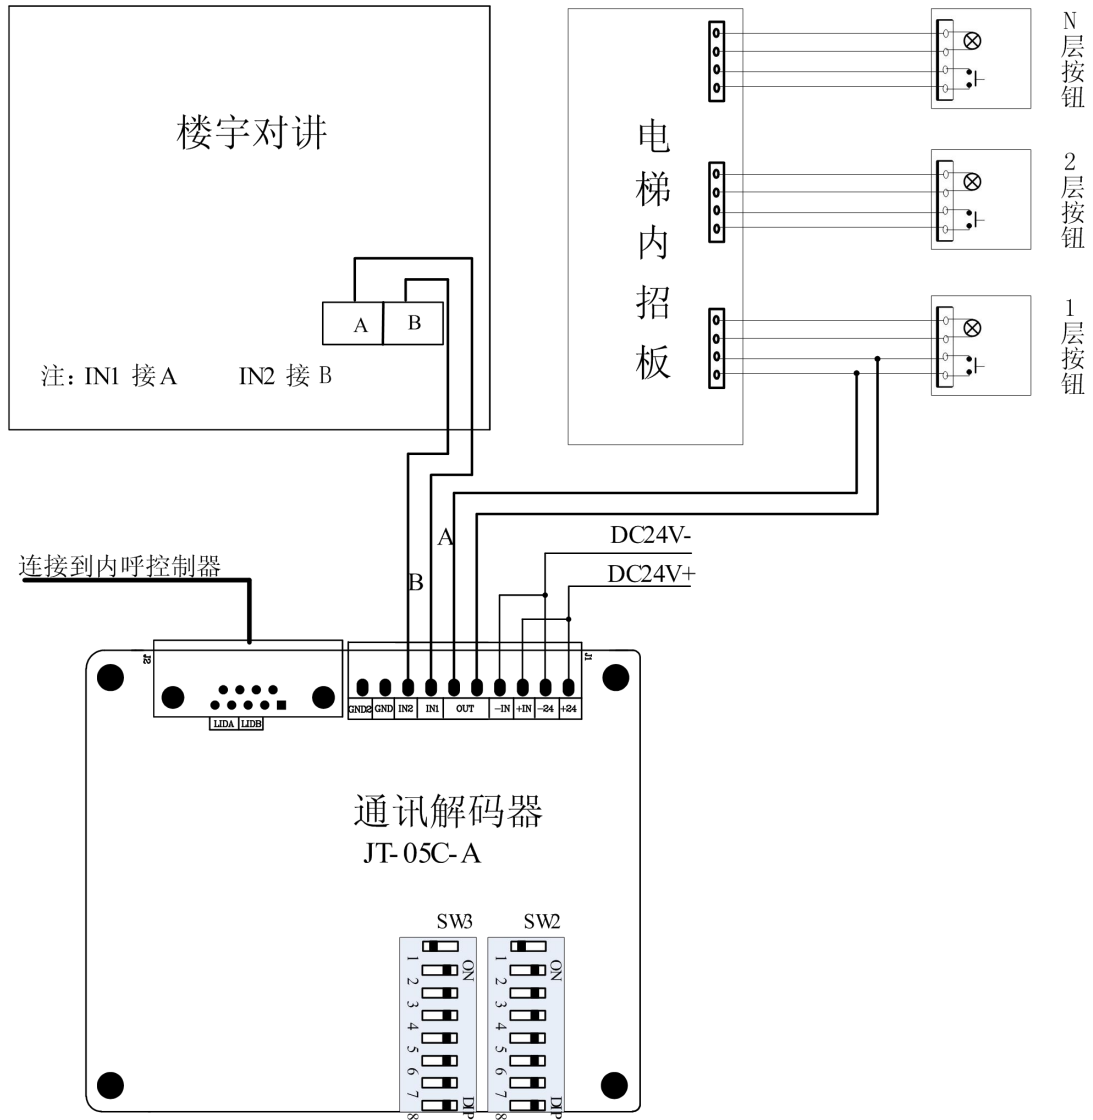 楼宇对讲
A B
注: IN1 接A IN2 接 B
电梯内招板
N层按钮
2层按钮
1层按钮
A
B
DC24V-
DC24V+
连接到内呼控制器
J2
J1
LIDA LIDB
GND2 GND IN2 IN1 OUT -IN +IN -24 +24
通讯解码器
JT-05C-A
SW3 SW2
1 2 3 4 5 6 7 8 ON DIP
1 2 3 4 5 6 7 8 ON DIP